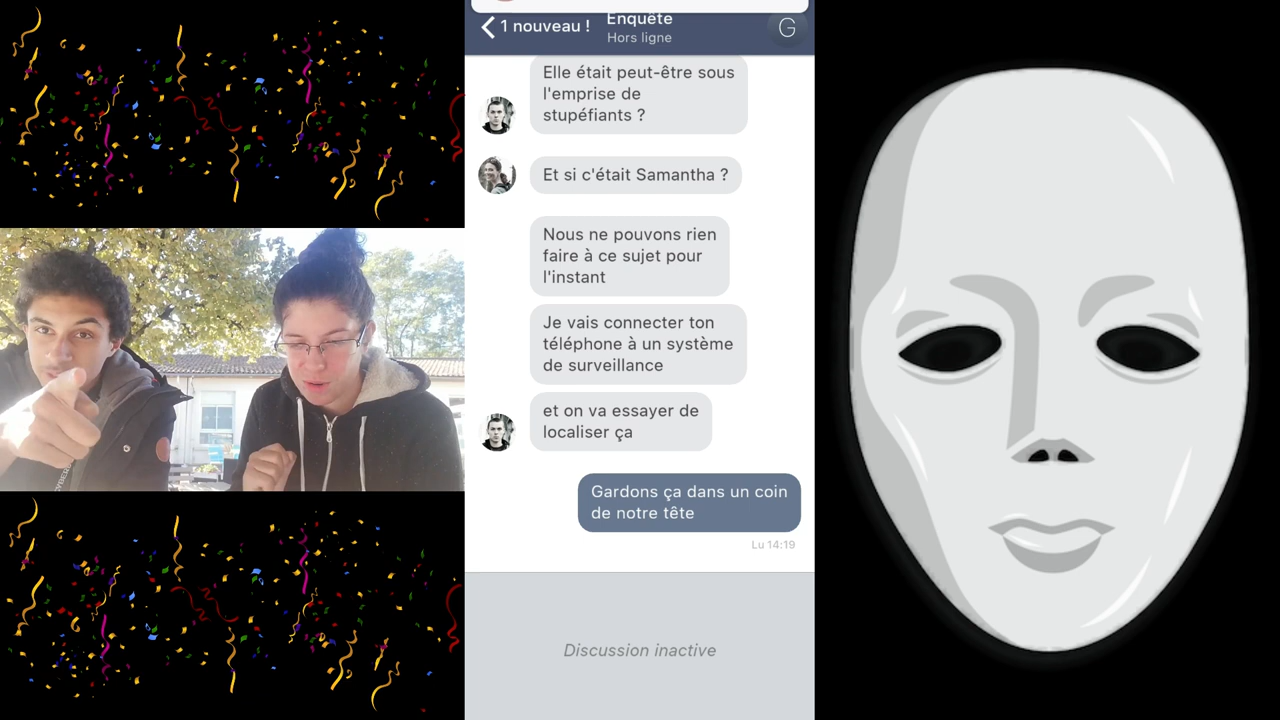 1 nouveau !
Enquête
Hors ligne
G
Elle était peut-être sous
l'emprise de
stupéfiants ?
Et si c'était Samantha ?
Nous ne pouvons rien
faire à ce sujet pour
l'instant
Je vais connecter ton
téléphone à un système
de surveillance
et on va essayer de
localiser ça
Gardons ça dans un coin
de notre tête
Lu 14:19
Discussion inactive